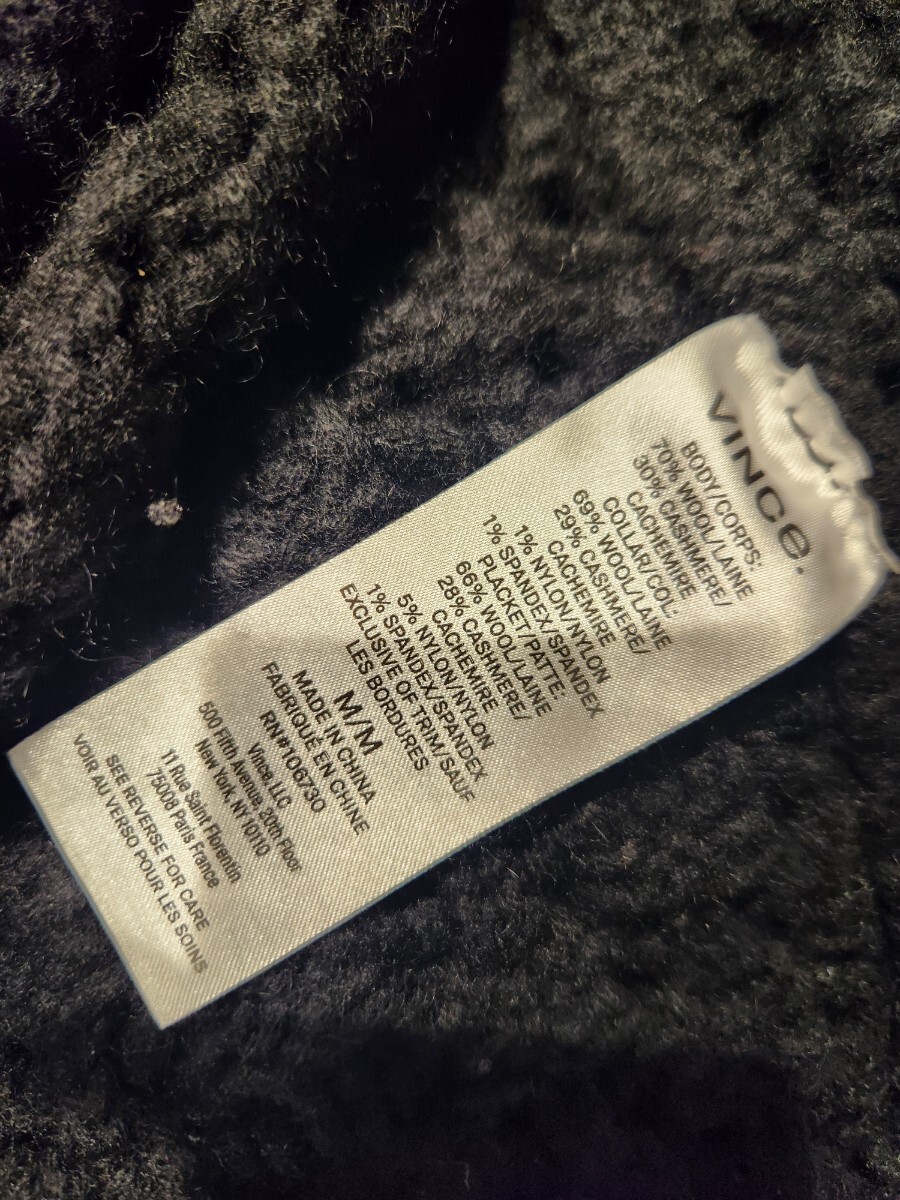 VINCE.
BODY/CORPS:
70% WOOL/LAINE
30% CASHMERE/
CACHEMIRE
COLLAR/COL:
69% WOOL/LAINE
29% CASHMERE/
CACHEMIRE
1% NYLON/NYLON
1% SPANDEX/SPANDEX
PLACKET/PATTE:
66% WOOL/LAINE
28% CASHMERE/
CACHEMIRE
5% NYLON/NYLON
1% SPANDEX/SPANDEX
EXCLUSIVE OF TRIM/SAUF
LES BORDURES
M/M
MADE IN CHINA
FABRIQUÉ EN CHINE
RN#106730
Vince, LLC
500 Fifth Avenue, 20th Floor
New York, NY 10110
11 Rue Saint Florentin
75008 Paris France
SEE REVERSE FOR CARE
VOIR AU VERSO POUR LES SOINS